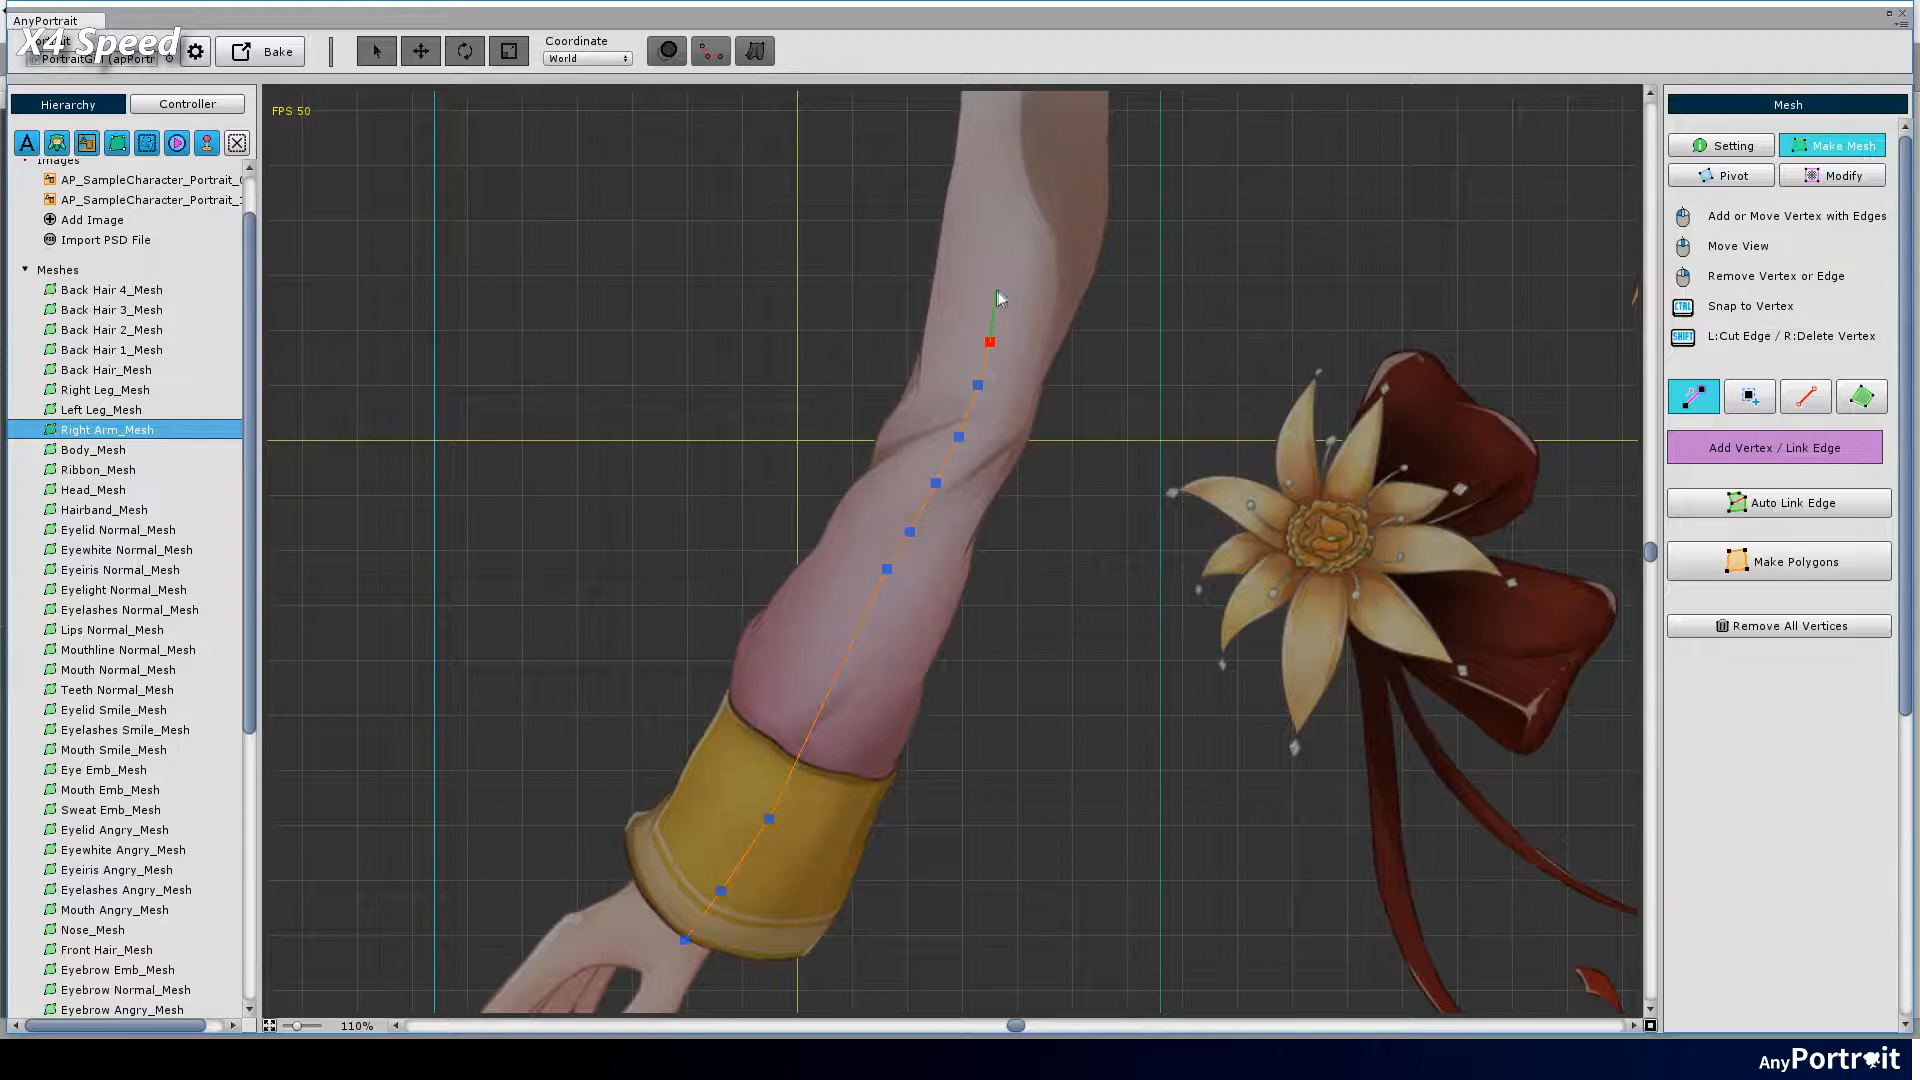 AnyPortrait
X4 Speed
Portrait
Bake
Coordinate
World
Hierarchy
Controller
FPS 50
Images
AP_SampleCharacter_Portrait_
AP_SampleCharacter_Portrait_
Add Image
Import PSD File
Meshes
Back Hair 4_Mesh
Back Hair 3_Mesh
Back Hair 2_Mesh
Back Hair 1_Mesh
Back Hair_Mesh
Right Leg_Mesh
Left Leg_Mesh
Right Arm_Mesh
Body_Mesh
Ribbon_Mesh
Head_Mesh
Hairband_Mesh
Eyelid Normal_Mesh
Eyewhite Normal_Mesh
Eyeiris Normal_Mesh
Eyelight Normal_Mesh
Eyelashes Normal_Mesh
Lips Normal_Mesh
Mouthline Normal_Mesh
Mouth Normal_Mesh
Teeth Normal_Mesh
Eyelid Smile_Mesh
Eyelashes Smile_Mesh
Mouth Smile_Mesh
Eye Emb_Mesh
Mouth Emb_Mesh
Sweat Emb_Mesh
Eyelid Angry_Mesh
Eyewhite Angry_Mesh
Eyeiris Angry_Mesh
Eyelashes Angry_Mesh
Mouth Angry_Mesh
Nose_Mesh
Front Hair_Mesh
Eyebrow Emb_Mesh
Eyebrow Normal_Mesh
Eyebrow Angry_Mesh
110%
Mesh
Setting
Make Mesh
Pivot
Modify
Add or Move Vertex with Edges
Move View
Remove Vertex or Edge
CTRL Snap to Vertex
SHIFT L:Cut Edge / R:Delete Vertex
Add Vertex / Link Edge
Auto Link Edge
Make Polygons
Remove All Vertices
AnyPortrait